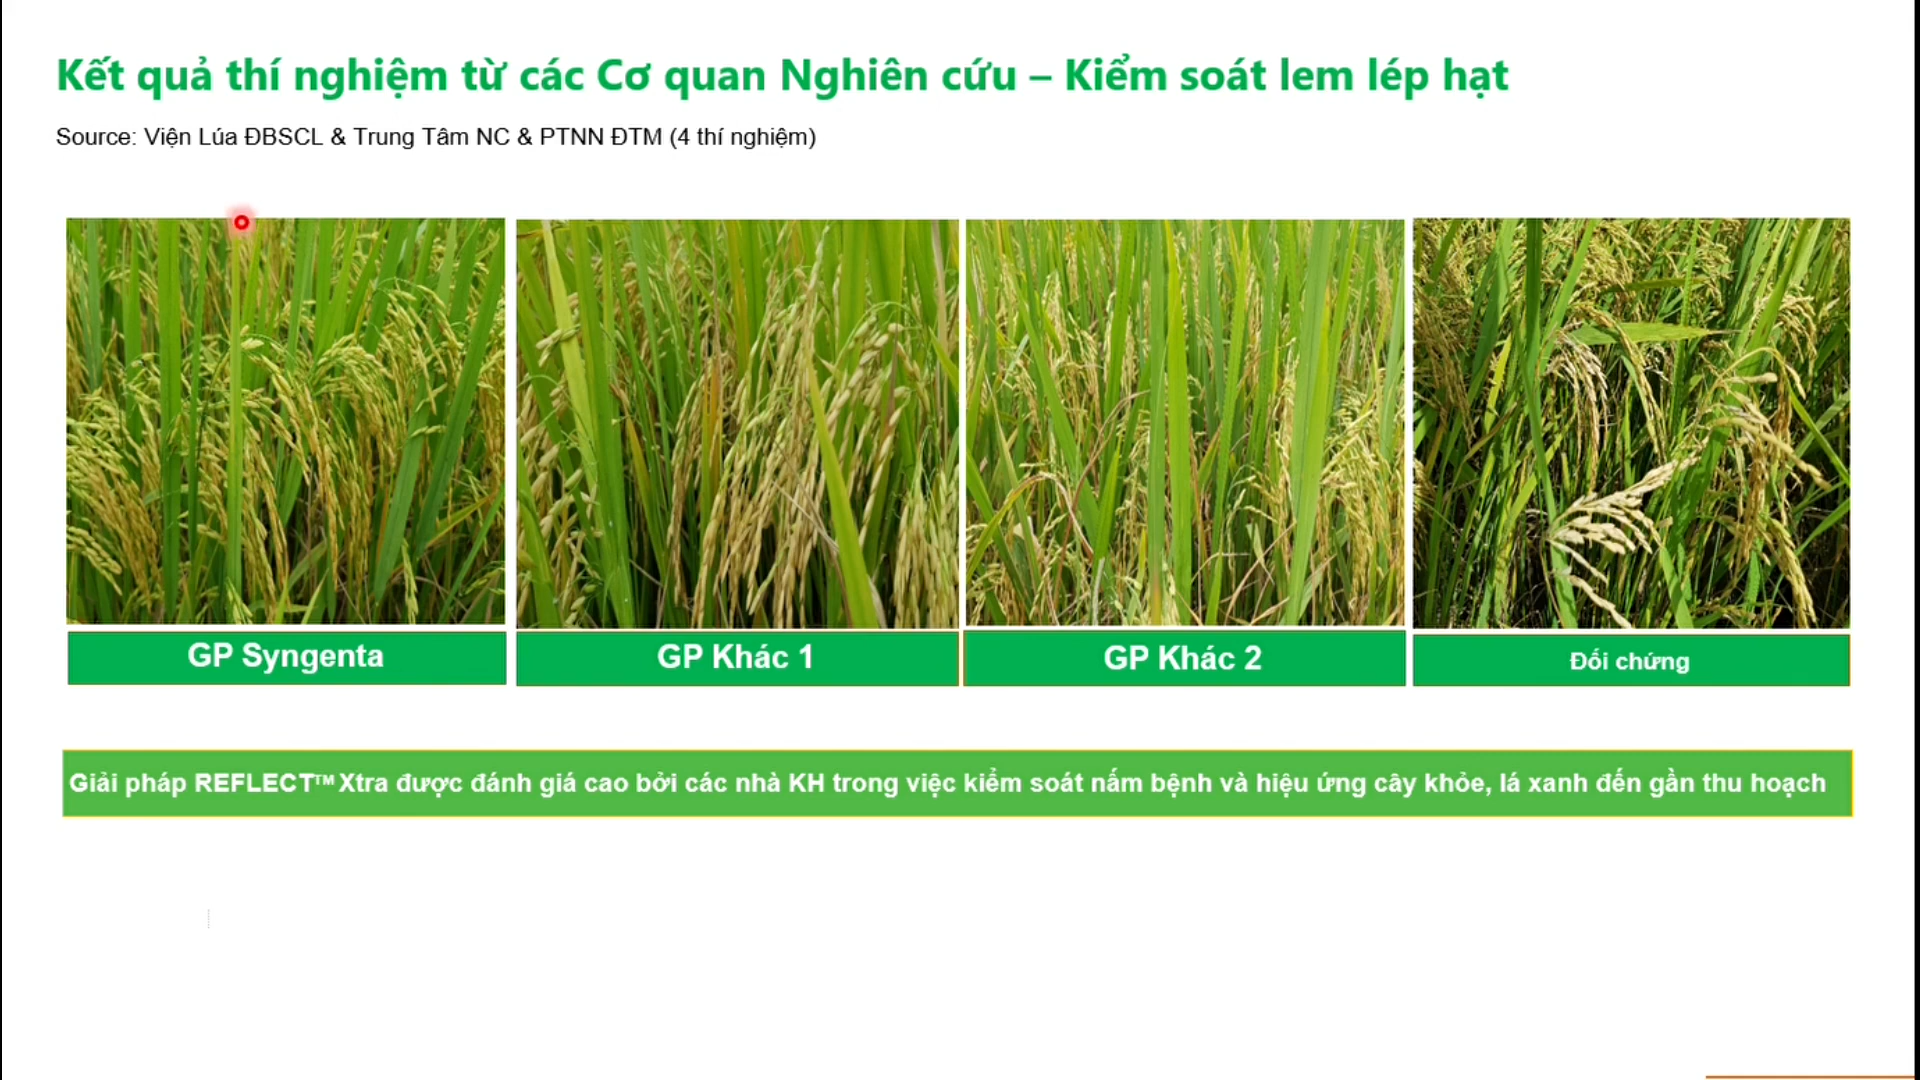 Kết quả thí nghiệm từ các Cơ quan Nghiên cứu – Kiểm soát lem lép hạt
Source: Viện Lúa ĐBSCL & Trung Tâm NC & PTNN ĐTM (4 thí nghiệm)
GP Syngenta
GP Khác 1
GP Khác 2
Đối chứng
Giải pháp REFLECT™ Xtra được đánh giá cao bởi các nhà KH trong việc kiểm soát nấm bệnh và hiệu ứng cây khỏe, lá xanh đến gần thu hoạch